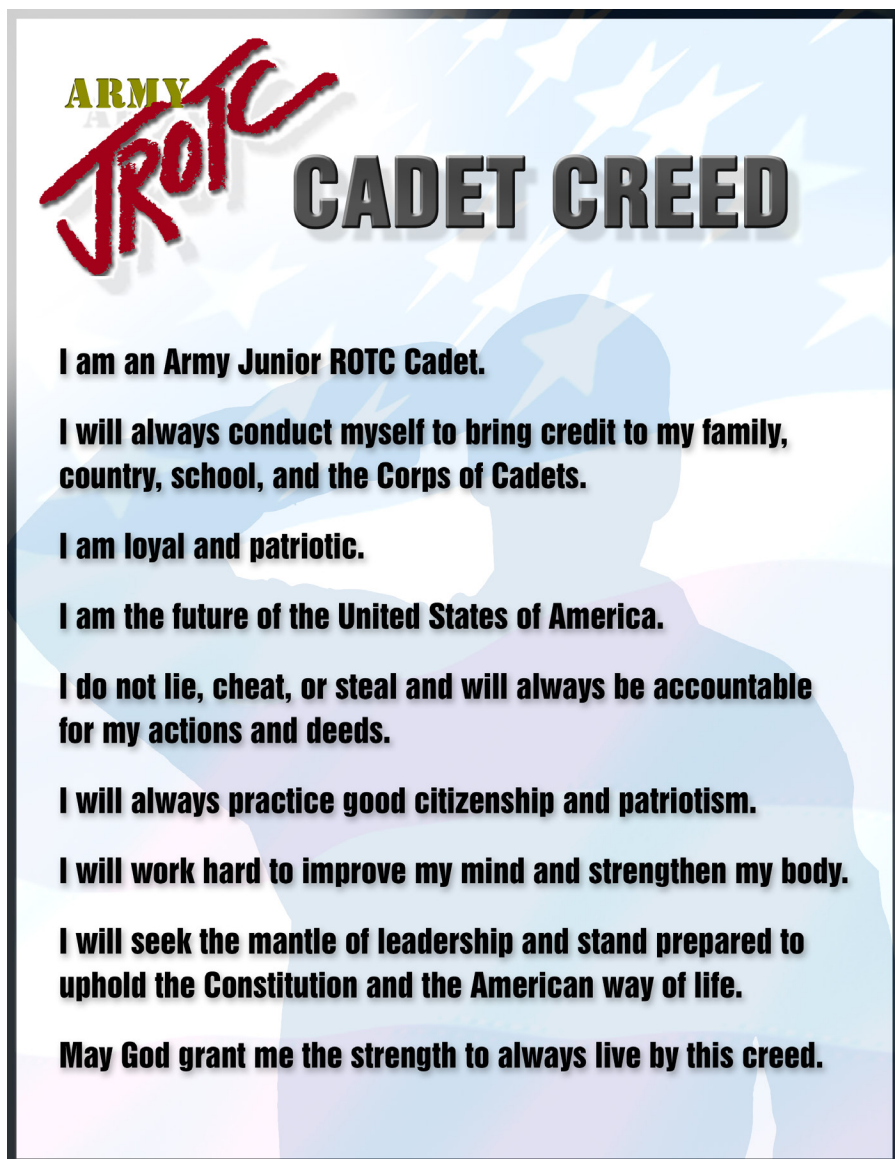 ARMY
JROTC
CADET CREED
I am an Army Junior ROTC Cadet.
I will always conduct myself to bring credit to my family,
country, school, and the Corps of Cadets.
I am loyal and patriotic.
I am the future of the United States of America.
I do not lie, cheat, or steal and will always be accountable
for my actions and deeds.
I will always practice good citizenship and patriotism.
I will work hard to improve my mind and strengthen my body.
I will seek the mantle of leadership and stand prepared to
uphold the Constitution and the American way of life.
May God grant me the strength to always live by this creed.